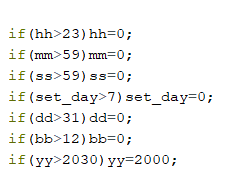 if(hh>23)hh=0;
if(mm>59)mm=0;
if(ss>59)ss=0;
if(set_day>7)set_day=0;
if(dd>31)dd=0;
if(bb>12)bb=0;
if(yy>2030)yy=2000;